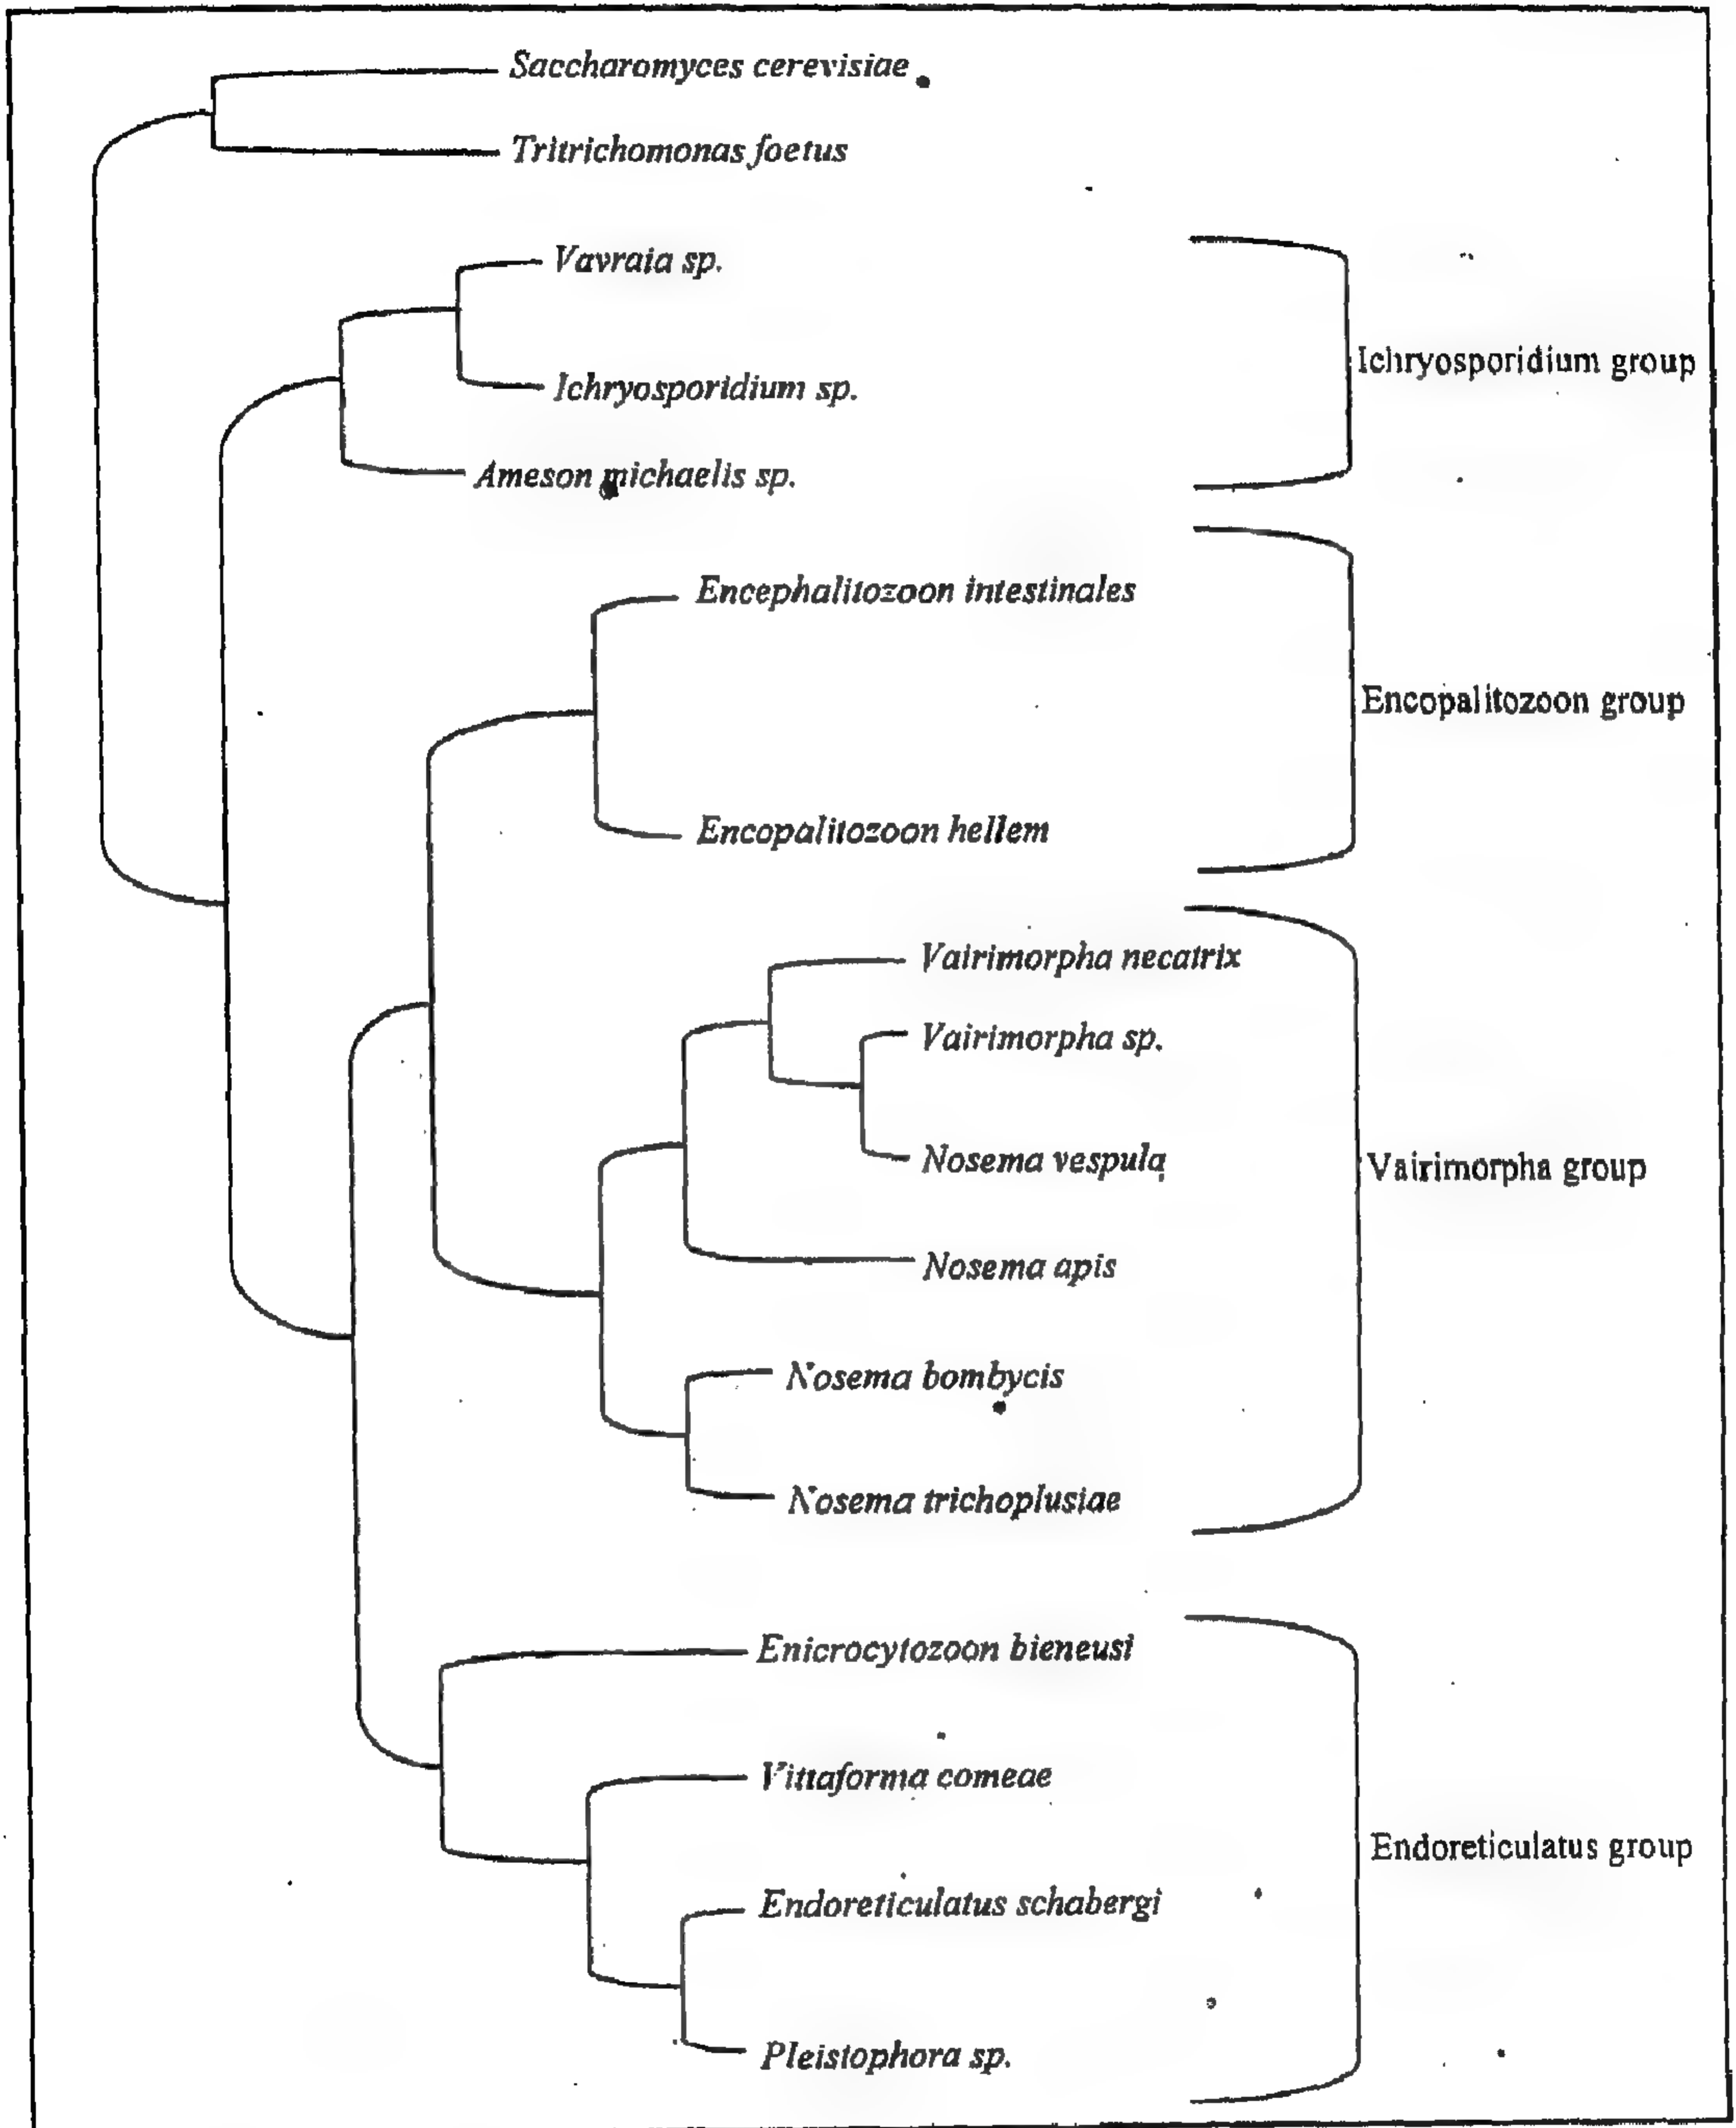 Saccharomyces cerevisiae
Tritrichomonas foetus
Vavraia sp.
Ichryosporidium sp.
Ichryosporidium group
Ameson michaelis sp.
Encephalitozoon intestinales
Encopalitozoon group
Encopalitozoon hellem
Vairimorpha necatrix
Vairimorpha sp.
Nosema vespula
Vairimorpha group
Nosema apis
Nosema bombycis
Nosema trichoplusiae
Enicrocytozoon bieneusi
Vittaforma comeae
Endoreticulatus group
Endoreticulatus schabergi
Pleistophora sp.